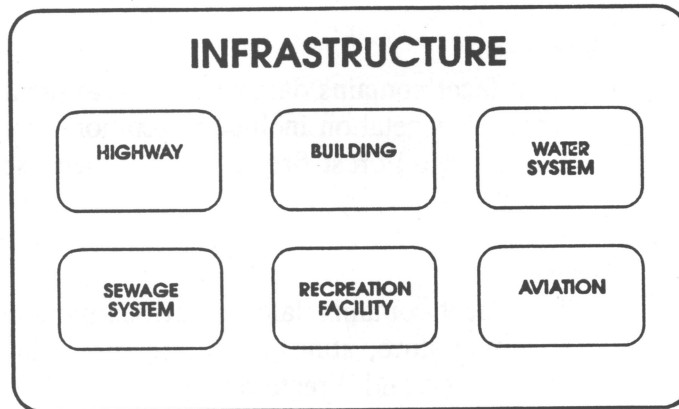 INFRASTRUCTURE
HIGHWAY
BUILDING
WATER
SYSTEM
SEWAGE
SYSTEM
RECREATION
FACILITY
AVIATION